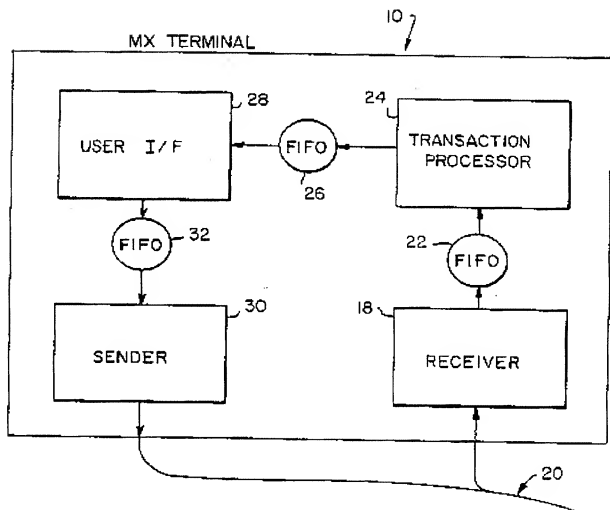 MX TERMINAL
10
28
USER I/F
FIFO
26
24
TRANSACTION
PROCESSOR
FIFO
32
22
FIFO
30
SENDER
18
RECEIVER
20